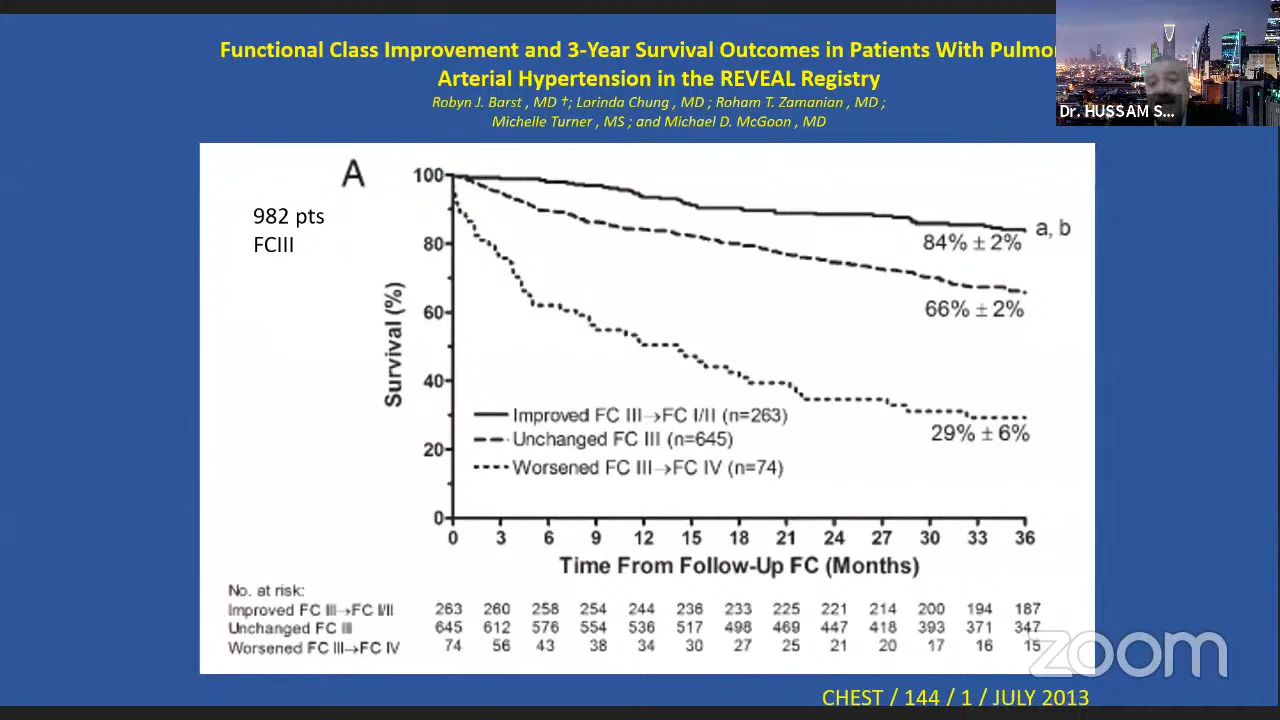 Functional Class Improvement and 3-Year Survival Outcomes in Patients With Pulmo
Arterial Hypertension in the REVEAL Registry
Robyn J. Barst , MD †; Lorinda Chung , MD ; Roham T. Zamanian , MD ;
Michelle Turner , MS ; and Michael D. McGoon , MD
Dr. HUSSAM S...
A
982 pts
FCIII
100
80
60
40
20
0
Survival (%)
a, b
84% ± 2%
66% ± 2%
29% ± 6%
Improved FC III→FC I/II (n=263)
Unchanged FC III (n=645)
Worsened FC III→FC IV (n=74)
0 3 6 9 12 15 18 21 24 27 30 33 36
Time From Follow-Up FC (Months)
No. at risk:
Improved FC III→FC I/II 263 260 258 254 244 236 233 225 221 214 200 194 187
Unchanged FC III 645 612 576 554 536 517 498 469 447 418 393 371 347
Worsened FC III→FC IV 74 56 43 38 34 30 27 25 21 20 17 16 15
zoom
CHEST / 144 / 1 / JULY 2013